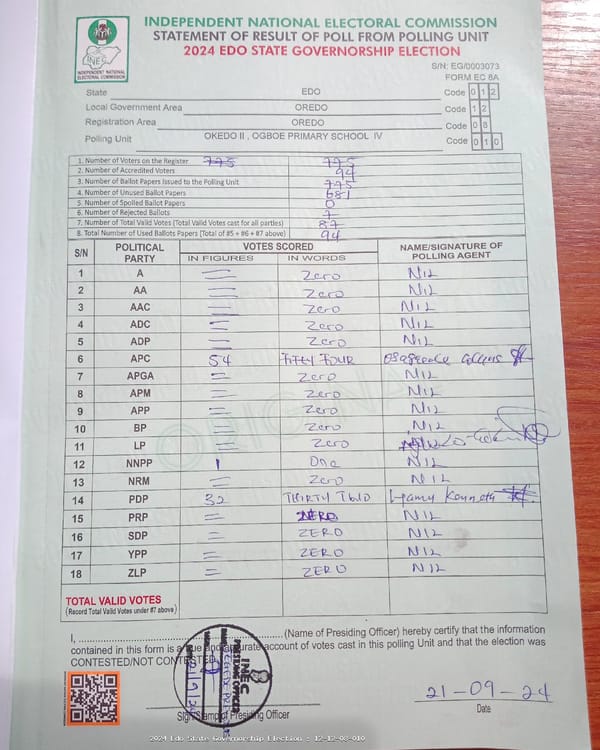 INDEPENDENT NATIONAL ELECTORAL COMMISSION
STATEMENT OF RESULT OF POLL FROM POLLING UNIT
2024 EDO STATE GOVERNORSHIP ELECTION
INEC
INDEPENDENT NATIONAL
ELECTORAL COMMISSION
S/N: EG/0003073
FORM EC 8A
State EDO Code 0 1 2
Local Government Area OREDO Code 1 2
Registration Area OREDO Code 0 8
Polling Unit OKEDO II , OGBOE PRIMARY SCHOOL IV Code 0 1 0
1. Number of Voters on the Register 775 775
2. Number of Accredited Voters 94
3. Number of Ballot Papers Issued to the Polling Unit 775
4. Number of Unused Ballot Papers 681
5. Number of Spoiled Ballot Papers 0
6. Number of Rejected Ballots 7
7. Number of Total Valid Votes (Total Valid Votes cast for all parties) 87
8. Total Number of Used Ballots Papers (Total of #5 + #6 + #7 above) 94
S/N POLITICAL PARTY VOTES SCORED NAME/SIGNATURE OF POLLING AGENT
IN FIGURES IN WORDS
1 A = Zero NIL
2 AA = Zero NIL
3 AAC = Zero NIL
4 ADC = Zero NIL
5 ADP = Zero NIL
6 APC 54 FIFTY FOUR
7 APGA = Zero NIL
8 APM = Zero NIL
9 APP = Zero NIL
10 BP = Zero NIL
11 LP = Zero
12 NNPP 1 One NIL
13 NRM = Zero NIL
14 PDP 32 THIRTY TWO Kenneth
15 PRP = ZERO NIL
16 SDP = ZERO NIL
17 YPP = ZERO NIL
18 ZLP = ZERO NIL
ORIGINAL
TOTAL VALID VOTES
(Record Total Valid Votes under #7 above)
I, ............................................................(Name of Presiding Officer) hereby certify that the information
contained in this form is a true and accurate account of votes cast in this polling Unit and that the election was
CONTESTED/NOT CONTESTED
INEC
PRESIDING OFFICER
Sign/Stamp of Presiding Officer
21-09-24
Date
2024 Edo State Governorship Election : 12-12-08-010